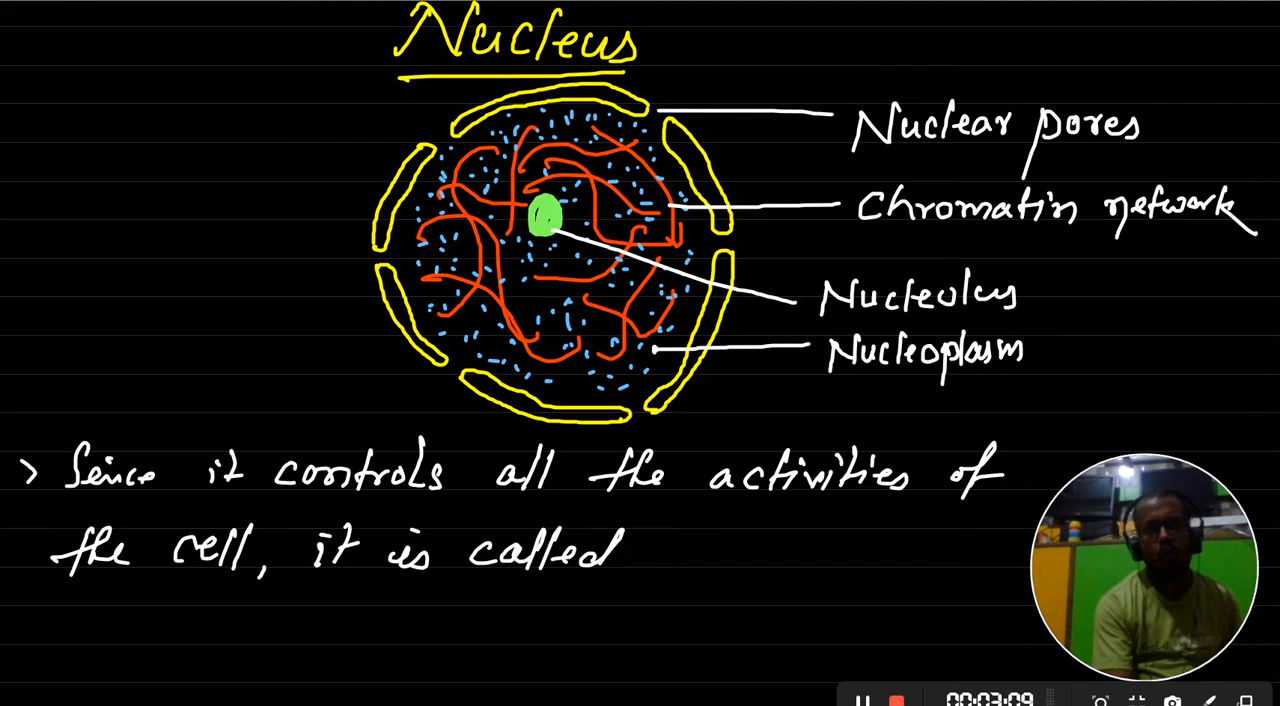 Nucleus
Nuclear pores
Chromatin network
Nucleolus
Nucleoplasm
> Since it controls all the activities of
the cell, it is called
00:03:09